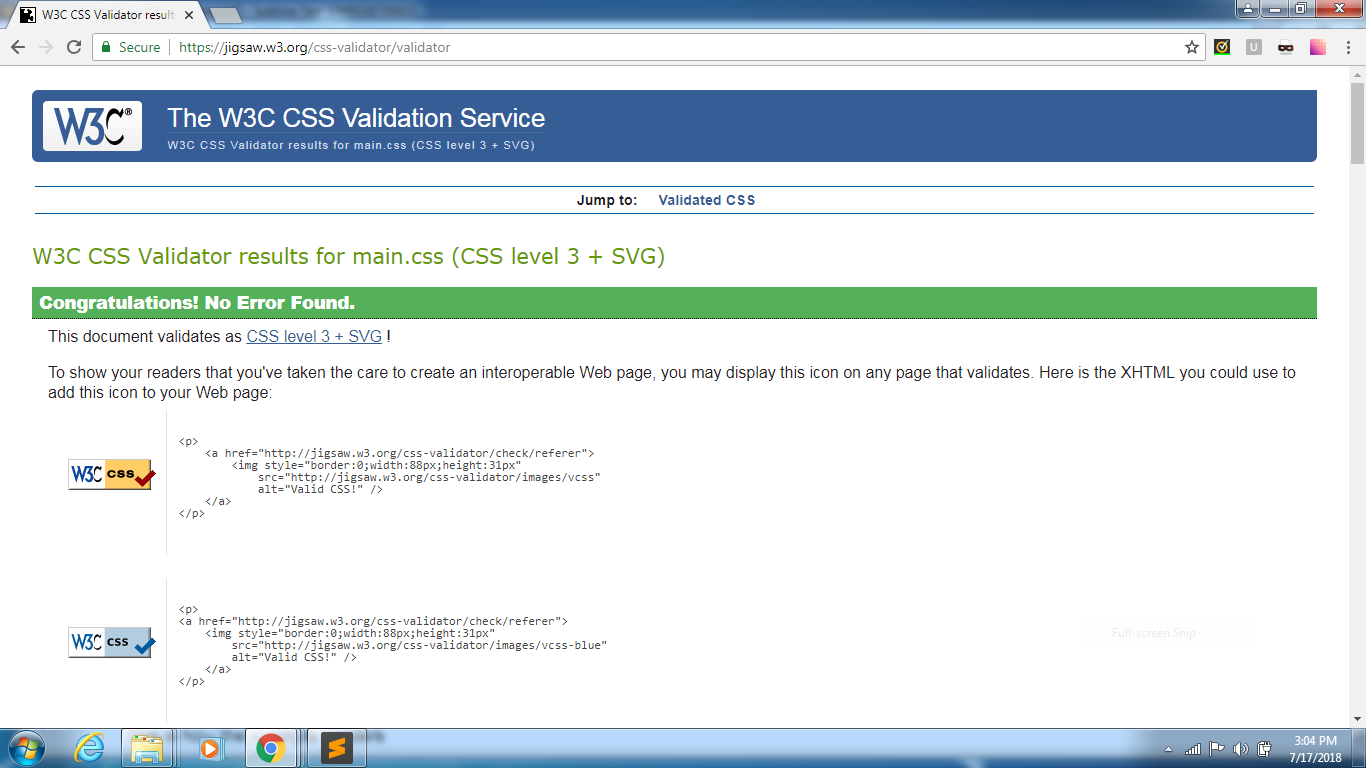 W3C CSS Validator result
Secure
https://jigsaw.w3.org/css-validator/validator
U
W3C®
The W3C CSS Validation Service
W3C CSS Validator results for main.css (CSS level 3 + SVG)
Jump to: Validated CSS
W3C CSS Validator results for main.css (CSS level 3 + SVG)
Congratulations! No Error Found.
This document validates as CSS level 3 + SVG !
To show your readers that you've taken the care to create an interoperable Web page, you may display this icon on any page that validates. Here is the XHTML you could use to
add this icon to your Web page:
W3C css
<p>
<a href="http://jigsaw.w3.org/css-validator/check/referer">
<img style="border:0;width:88px;height:31px"
src="http://jigsaw.w3.org/css-validator/images/vcss"
alt="Valid CSS!" />
</a>
</p>
W3C css
<p>
<a href="http://jigsaw.w3.org/css-validator/check/referer">
<img style="border:0;width:88px;height:31px"
src="http://jigsaw.w3.org/css-validator/images/vcss-blue"
alt="Valid CSS!" />
</a>
</p>
Full-screen Snip
3:04 PM
7/17/2018